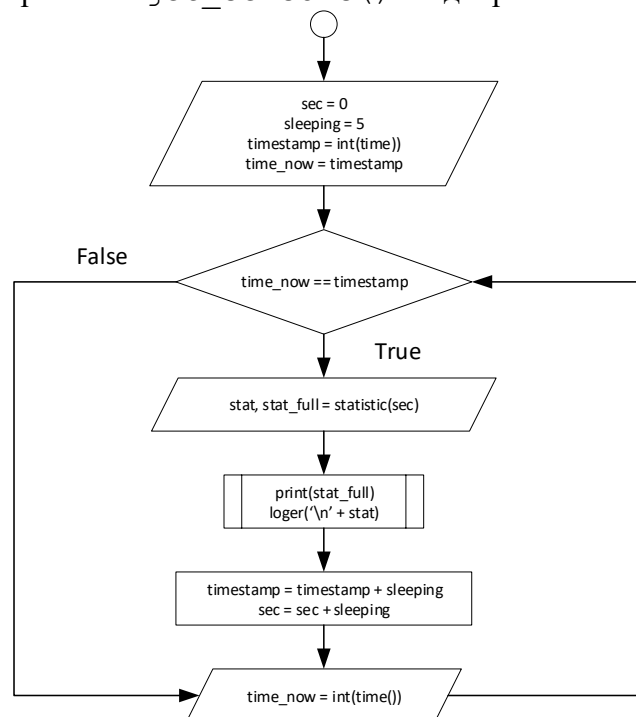 sec = 0
sleeping = 5
timestamp = int(time))
time_now = timestamp
False
time_now == timestamp
True
stat, stat_full = statistic(sec)
print(stat_full)
loger(‘\n’ + stat)
timestamp = timestamp + sleeping
sec = sec + sleeping
time_now = int(time())